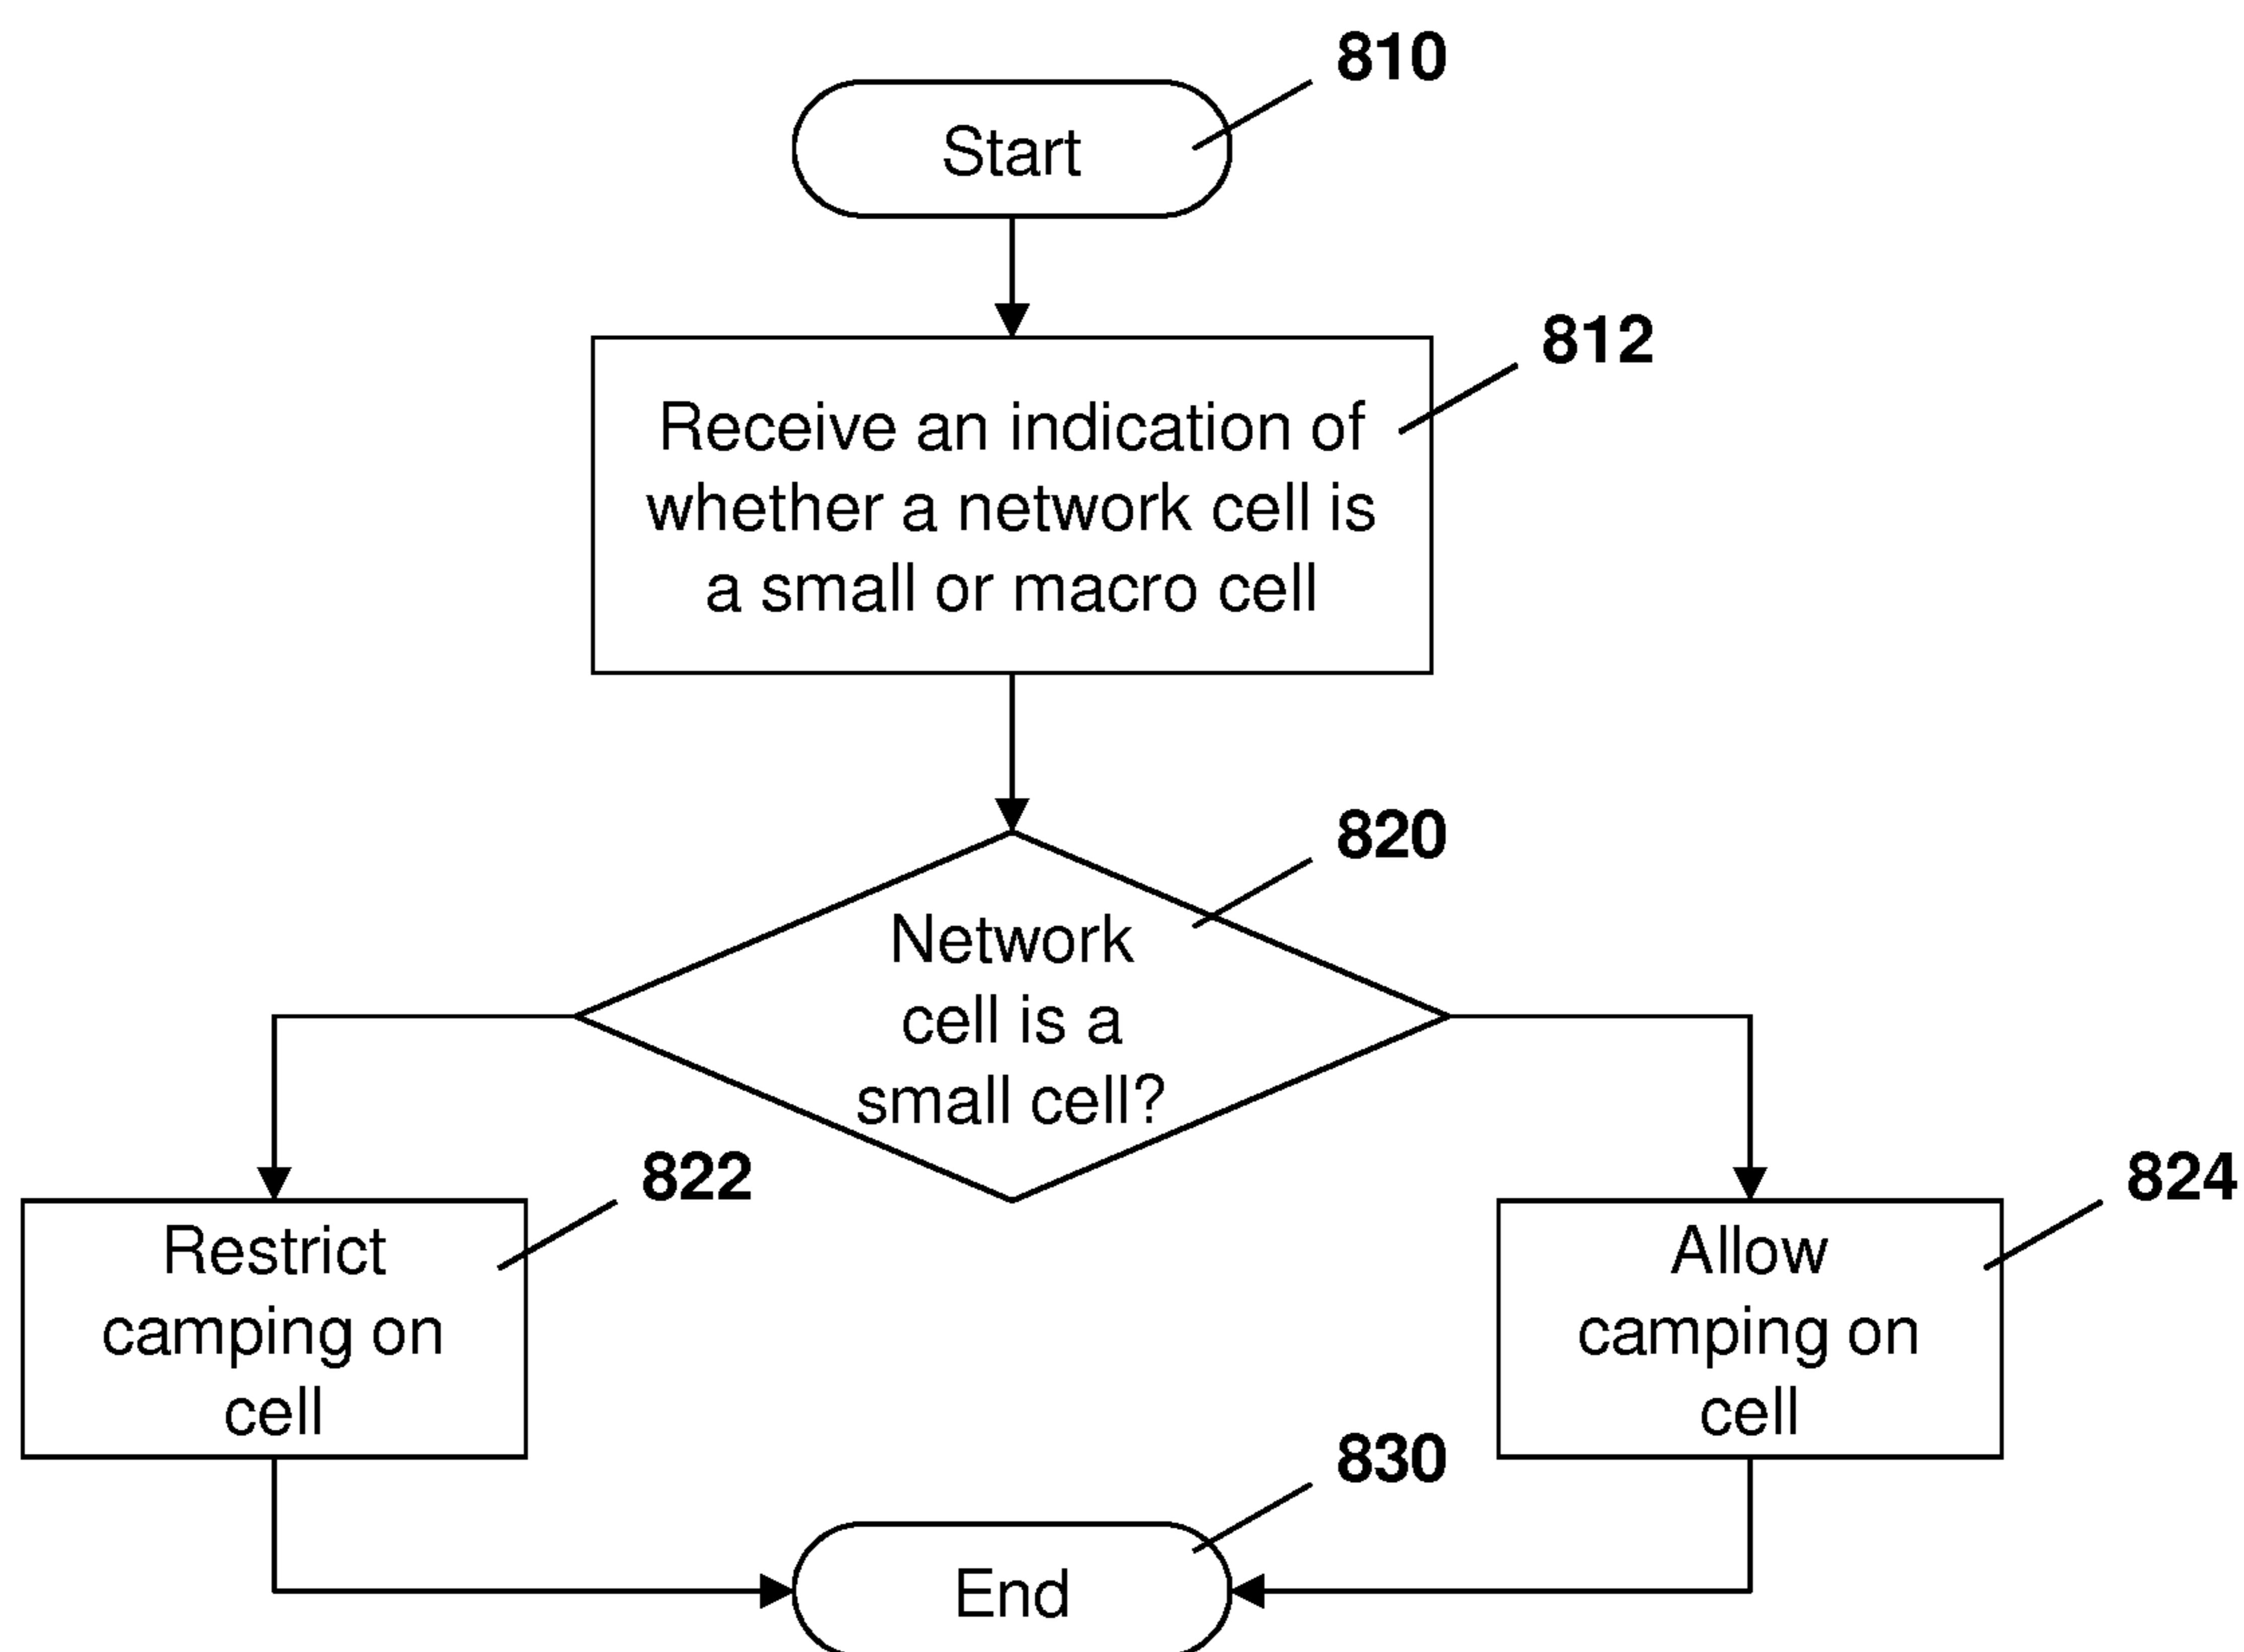 810
Start
812
Receive an indication of
whether a network cell is
a small or macro cell
820
Network
cell is a
small cell?
822
Restrict
camping on
cell
824
Allow
camping on
cell
830
End